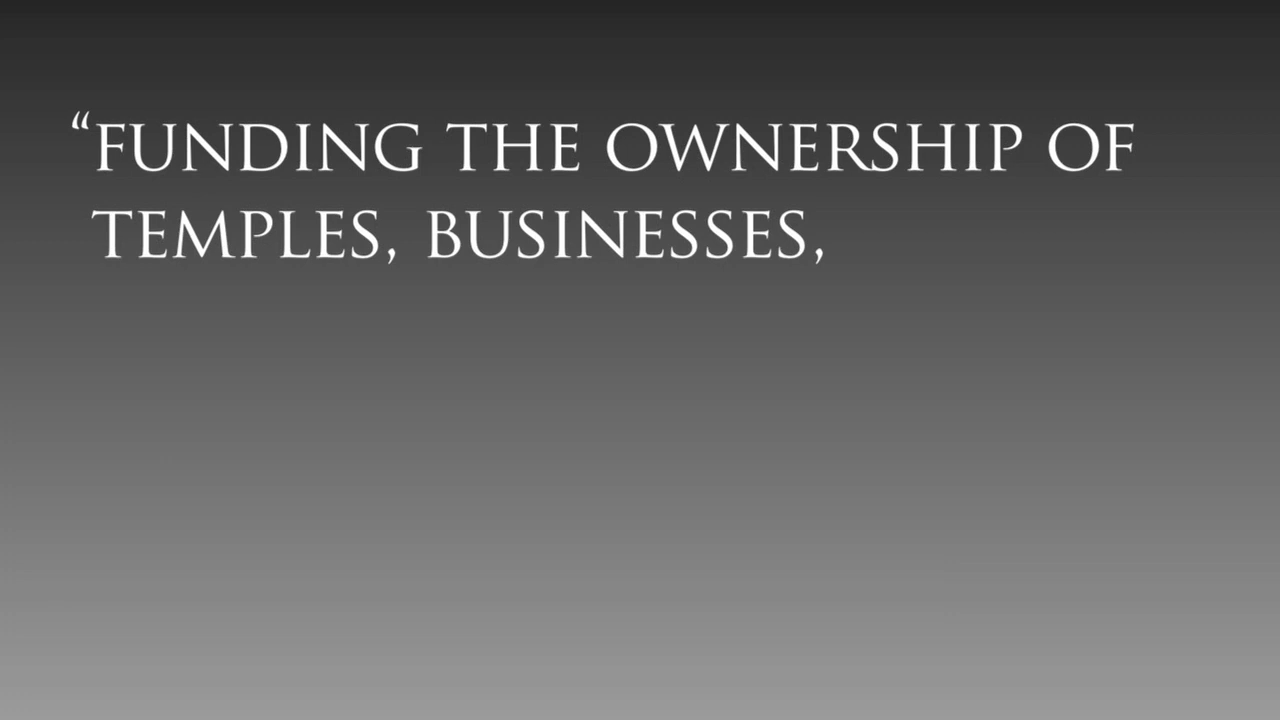 “FUNDING THE OWNERSHIP OF
TEMPLES, BUSINESSES,